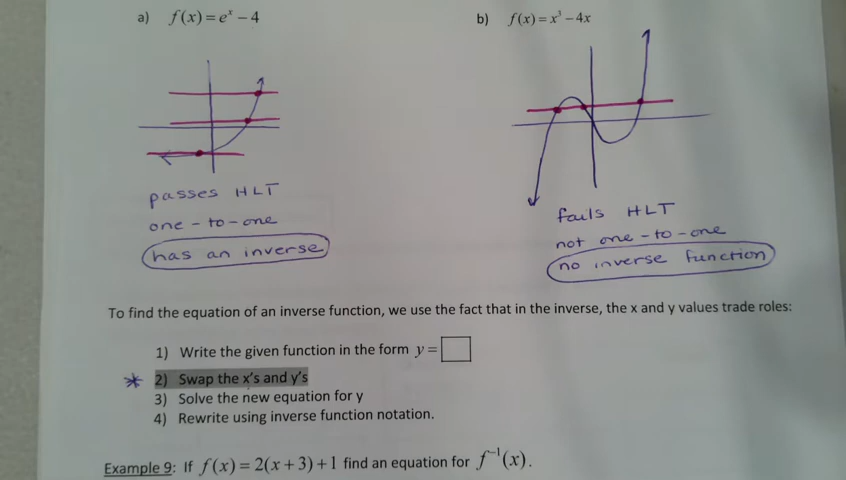 a) f(x) = eˣ − 4
b) f(x) = x³ − 4x
passes HLT
one-to-one
has an inverse
fails HLT
not one-to-one
no inverse function
To find the equation of an inverse function, we use the fact that in the inverse, the x and y values trade roles:
1) Write the given function in the form y =
* 2) Swap the x's and y's
3) Solve the new equation for y
4) Rewrite using inverse function notation.
Example 9: If f(x) = 2(x + 3) + 1 find an equation for f⁻¹(x).